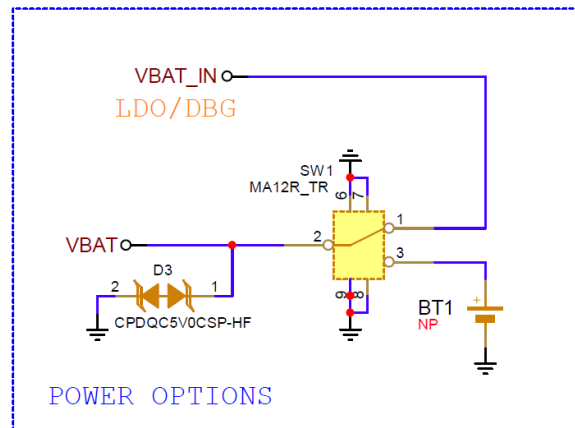 VBAT_IN
LDO/DBG
SW1
MA12R_TR
6 7
1
VBAT
2
3
D3
2 1
CPDQC5V0CSP-HF
9 8
BT1
+
NP
POWER OPTIONS